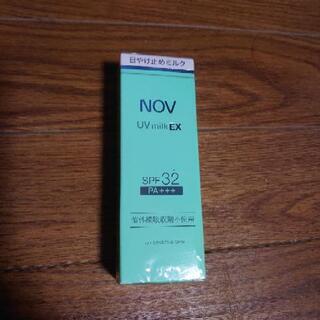 日やけ止めミルク
NOV
UV milk EX
SPF32
PA+++
紫外線吸収剤不使用